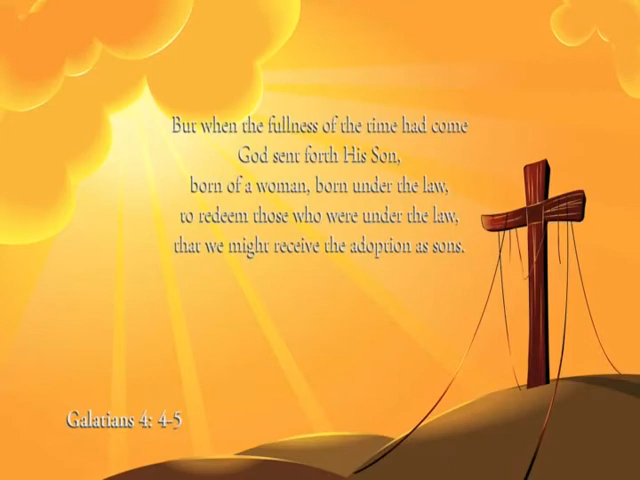 But when the fullness of the time had come
God sent forth His Son,
born of a woman, born under the law,
to redeem those who were under the law,
that we might receive the adoption as sons.
Galatians 4: 4-5